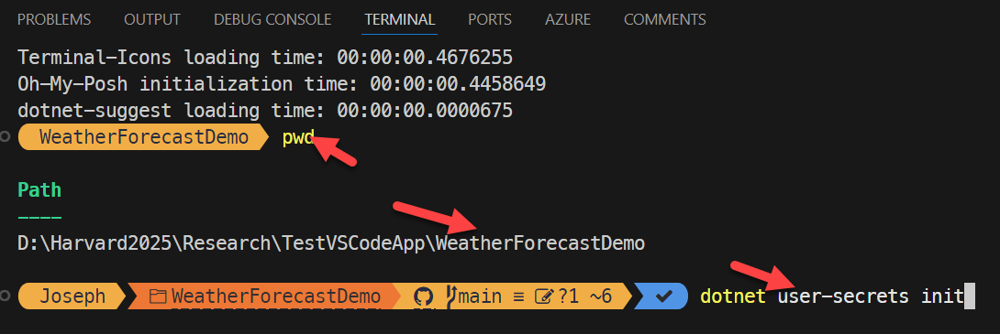 PROBLEMS OUTPUT DEBUG CONSOLE TERMINAL PORTS AZURE COMMENTS
Terminal-Icons loading time: 00:00:00.4676255
Oh-My-Posh initialization time: 00:00:00.4458649
dotnet-suggest loading time: 00:00:00.0000675
WeatherForecastDemo pwd
Path
----
D:\Harvard2025\Research\TestVSCodeApp\WeatherForecastDemo
Joseph WeatherForecastDemo main ≡ ?1 ~6 dotnet user-secrets init